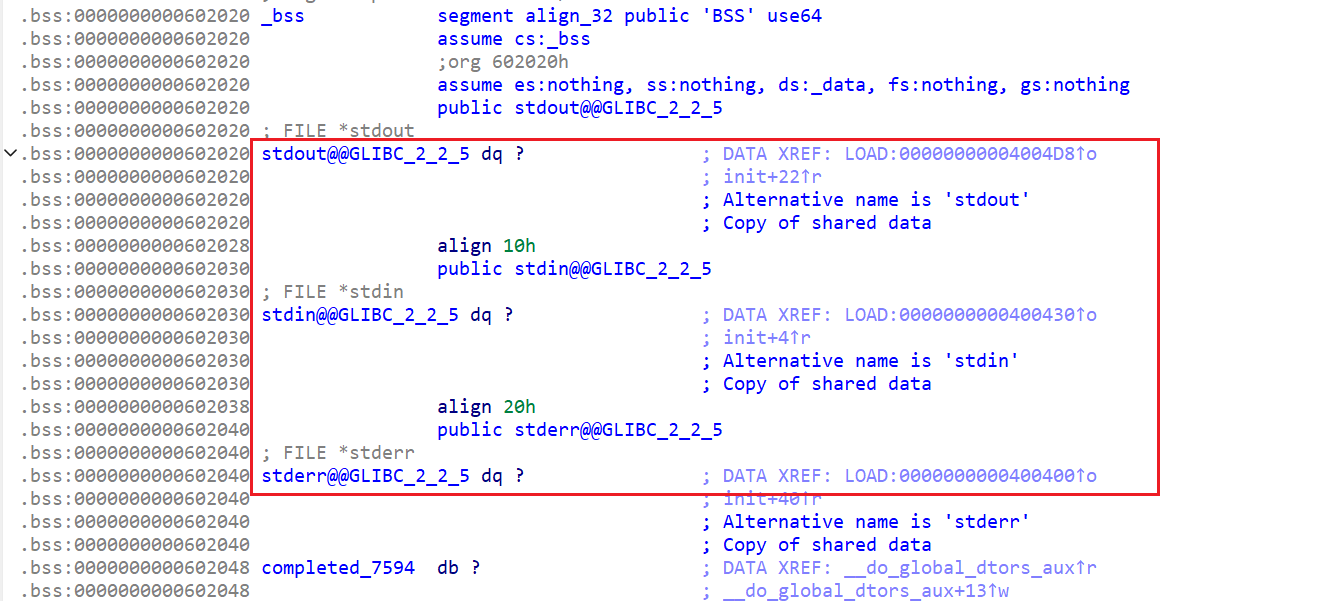 .bss:0000000000602020 _bss segment align_32 public 'BSS' use64
.bss:0000000000602020 assume cs:_bss
.bss:0000000000602020 ;org 602020h
.bss:0000000000602020 assume es:nothing, ss:nothing, ds:_data, fs:nothing, gs:nothing
.bss:0000000000602020 public stdout@@GLIBC_2_2_5
.bss:0000000000602020 ; FILE *stdout
.bss:0000000000602020 stdout@@GLIBC_2_2_5 dq ? ; DATA XREF: LOAD:00000000004004D8↑o
.bss:0000000000602020 ; init+22↑r
.bss:0000000000602020 ; Alternative name is 'stdout'
.bss:0000000000602020 ; Copy of shared data
.bss:0000000000602028 align 10h
.bss:0000000000602030 public stdin@@GLIBC_2_2_5
.bss:0000000000602030 ; FILE *stdin
.bss:0000000000602030 stdin@@GLIBC_2_2_5 dq ? ; DATA XREF: LOAD:0000000000400430↑o
.bss:0000000000602030 ; init+4↑r
.bss:0000000000602030 ; Alternative name is 'stdin'
.bss:0000000000602030 ; Copy of shared data
.bss:0000000000602038 align 20h
.bss:0000000000602040 public stderr@@GLIBC_2_2_5
.bss:0000000000602040 ; FILE *stderr
.bss:0000000000602040 stderr@@GLIBC_2_2_5 dq ? ; DATA XREF: LOAD:0000000000400400↑o
.bss:0000000000602040 ; init+40↑r
.bss:0000000000602040 ; Alternative name is 'stderr'
.bss:0000000000602040 ; Copy of shared data
.bss:0000000000602048 completed_7594 db ? ; DATA XREF: __do_global_dtors_aux↑r
.bss:0000000000602048 ; __do_global_dtors_aux+13↑w